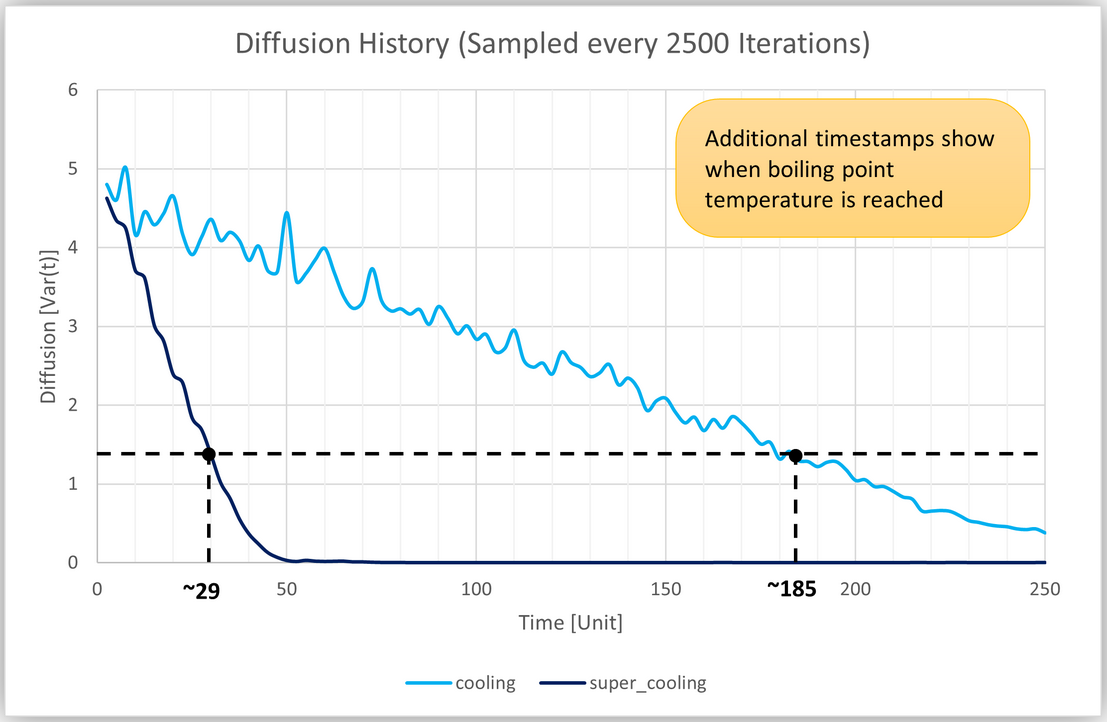 Diffusion History (Sampled every 2500 Iterations)
6
5
4
3
2
1
0
Diffusion [Var(t)]
Additional timestamps show
when boiling point
temperature is reached
0 ~29 50 100 150 ~185 200 250
Time [Unit]
cooling super_cooling